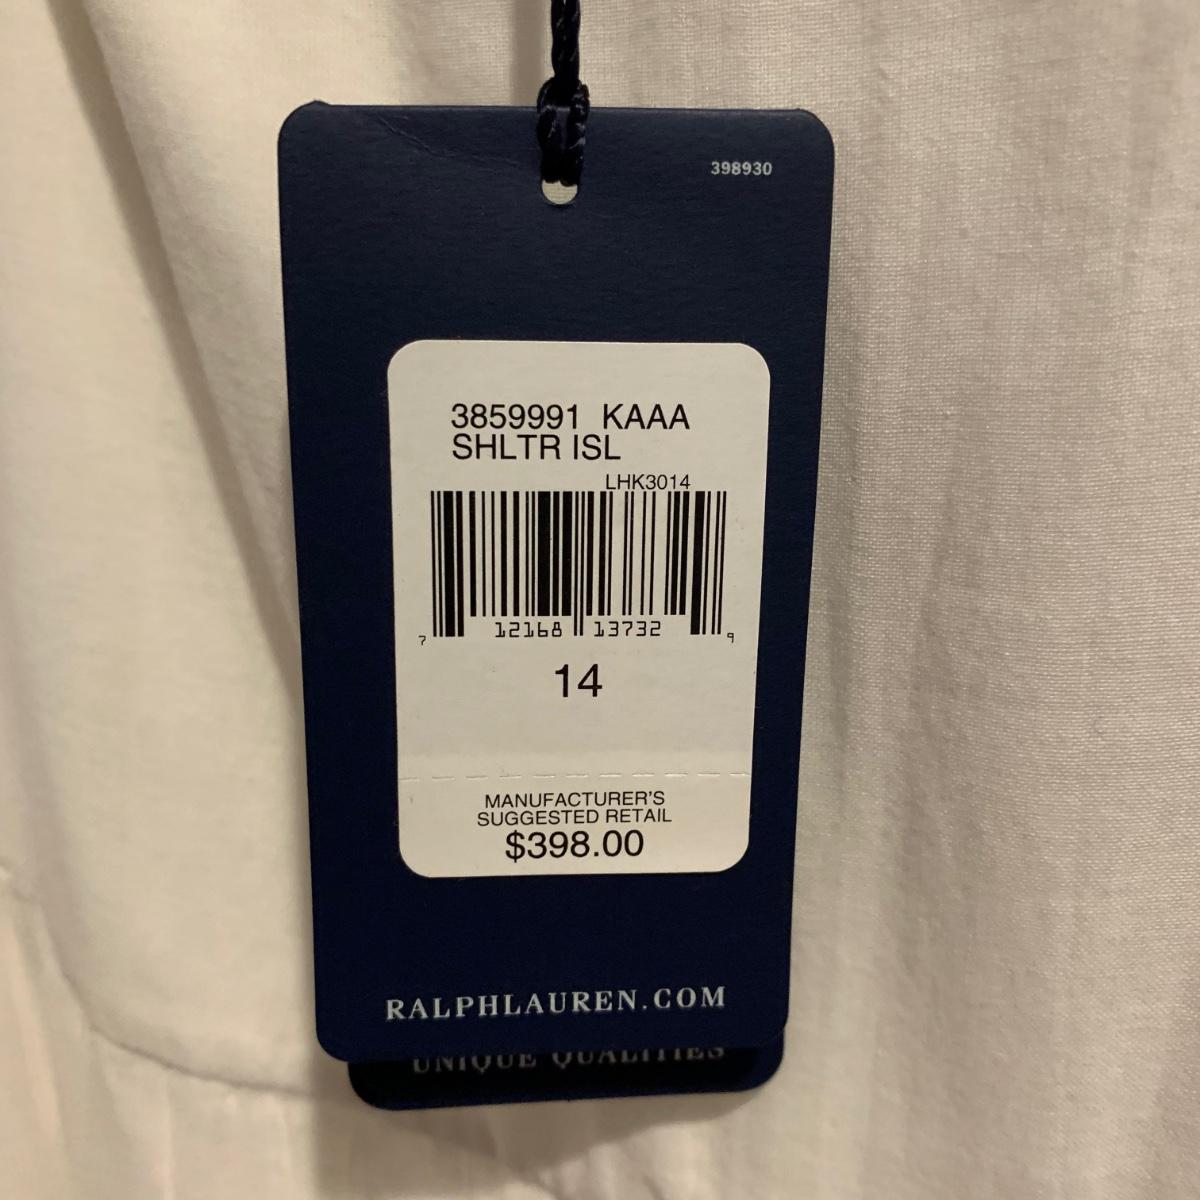 398930
3859991 KAAA
SHLTR ISL
LHK3014
7 12168 13732 9
14
MANUFACTURER'S
SUGGESTED RETAIL
$398.00
RALPHLAUREN.COM
UNIQUE QUALITIES